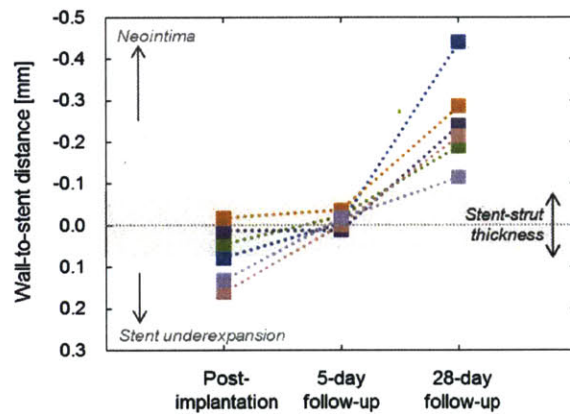 -0.5
Neointima
-0.4
-0.3
-0.2
-0.1
0.0
0.1
0.2
0.3
Wall-to-stent distance [mm]
Stent-strut
thickness
Stent underexpansion
Post-
implantation
5-day
follow-up
28-day
follow-up